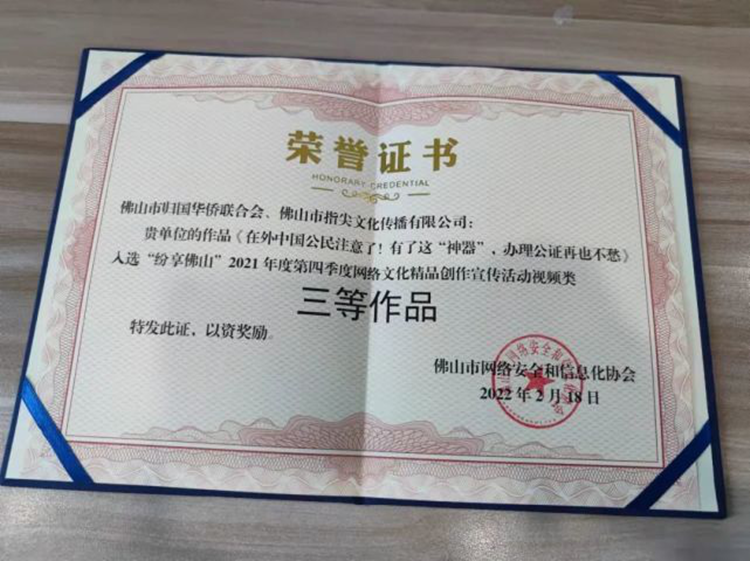 荣誉证书
HONORARY CREDENTIAL
佛山市归国华侨联合会、佛山市指尖文化传播有限公司：
贵单位的作品《在外中国公民注意了！有了这“神器”，办理公证再也不愁》
入选“纷享佛山”2021年度第四季度网络文化精品创作宣传活动视频类
三等作品
特发此证，以资奖励。
佛山市网络安全和信息化协会
2022年2月18日